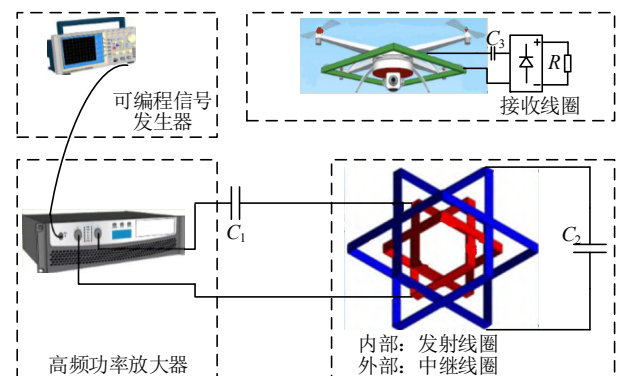 可编程信号
发生器
C3
R
接收线圈
C1
C2
内部：发射线圈
外部：中继线圈
高频功率放大器